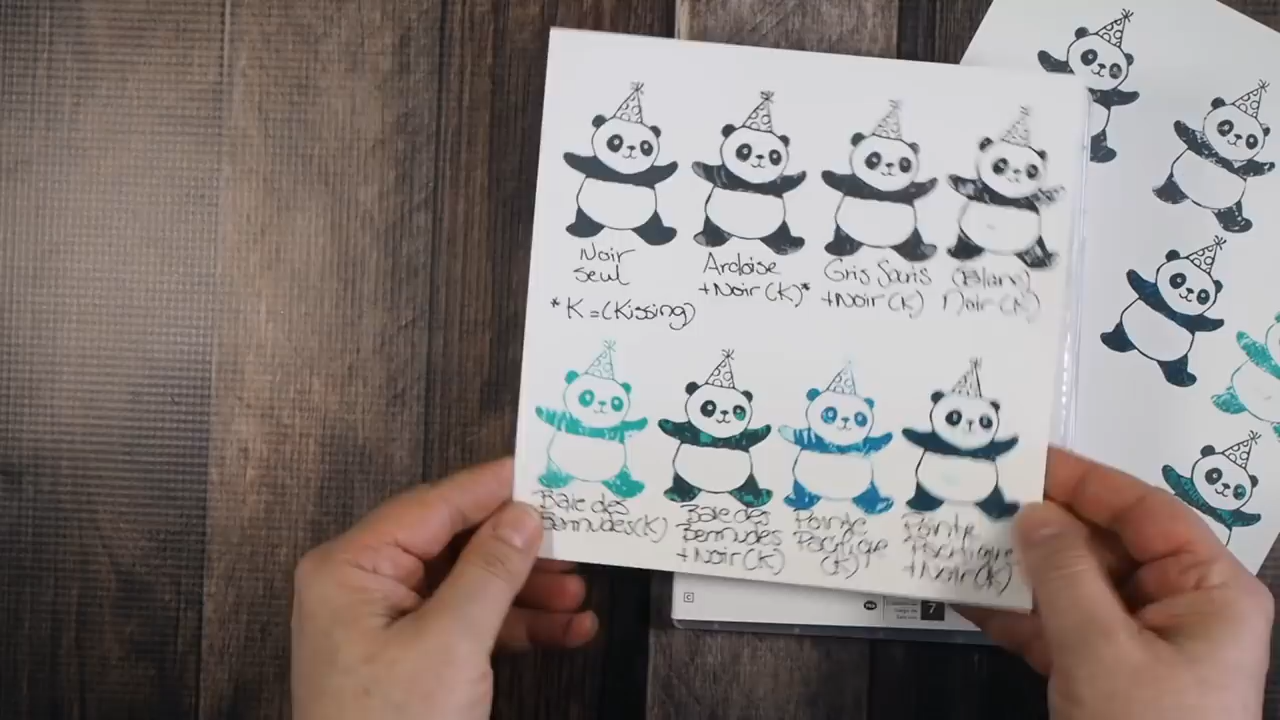 Noir
seul
Ardoise
+Noir(K)*
Gris Souris
+Noir(K)
(Blanc)
Noir(K)
*K=(Kissing)
Baie des
Bermudes(K)
Baie des
Bermudes
+Noir(K)
Pointe
Pacifique
(K)
Pointe
Pacifique
+Noir(K)
C
7